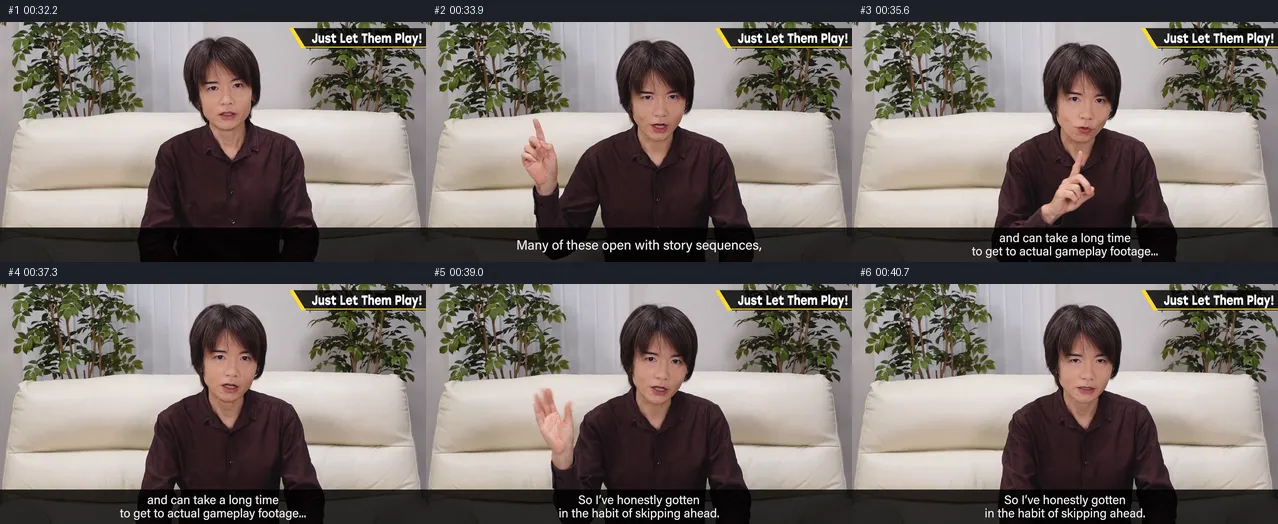 #1 00:32.2
Just Let Them Play!
#2 00:33.9
Just Let Them Play!
Many of these open with story sequences,
#3 00:35.6
Just Let Them Play!
and can take a long time
to get to actual gameplay footage...
#4 00:37.3
Just Let Them Play!
and can take a long time
to get to actual gameplay footage...
#5 00:39.0
Just Let Them Play!
So I've honestly gotten
in the habit of skipping ahead.
#6 00:40.7
Just Let Them Play!
So I've honestly gotten
in the habit of skipping ahead.